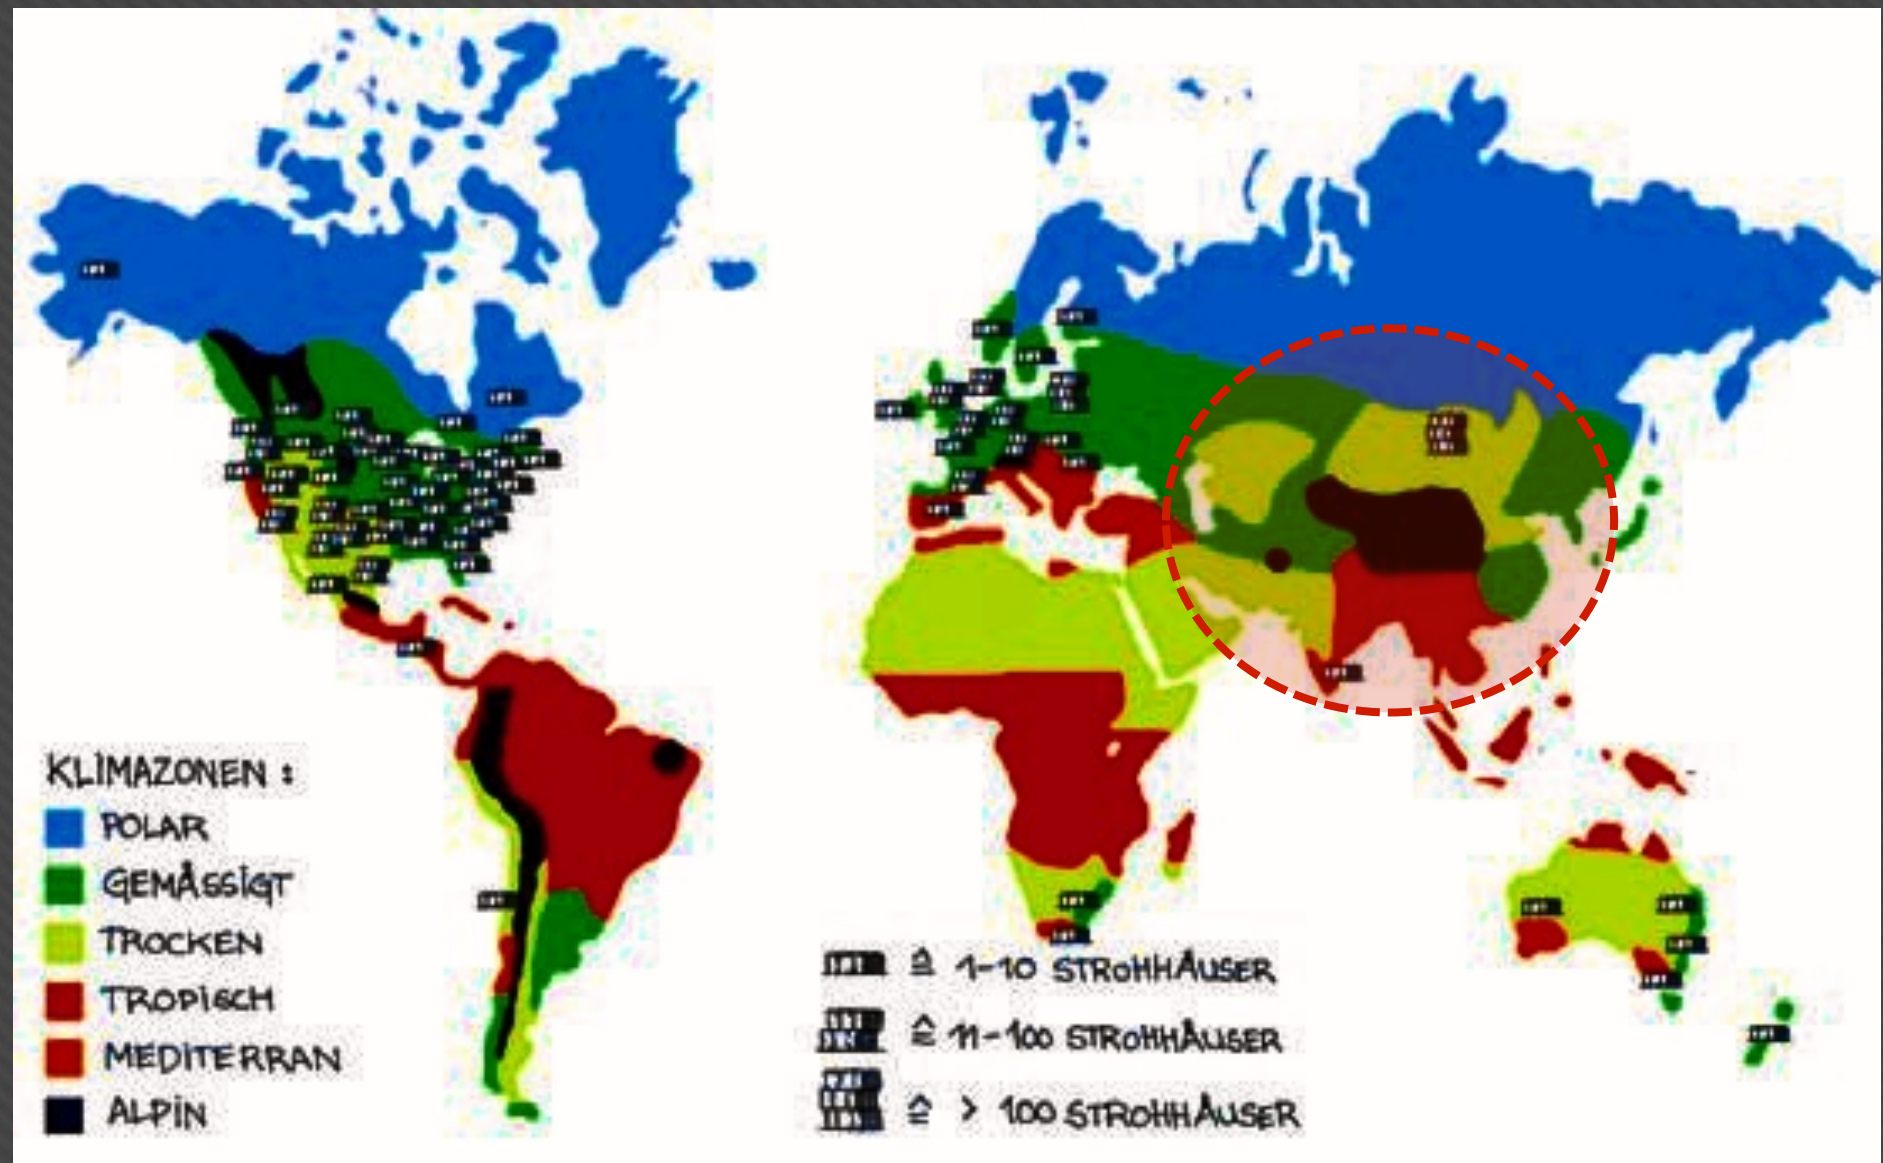 KLIMAZONEN :
POLAR
GEMÄSSIGT
TROCKEN
TROPISCH
MEDITERRAN
ALPIN
≙ 1-10 STROHHÄUSER
≙ 11-100 STROHHÄUSER
≙ > 100 STROHHÄUSER